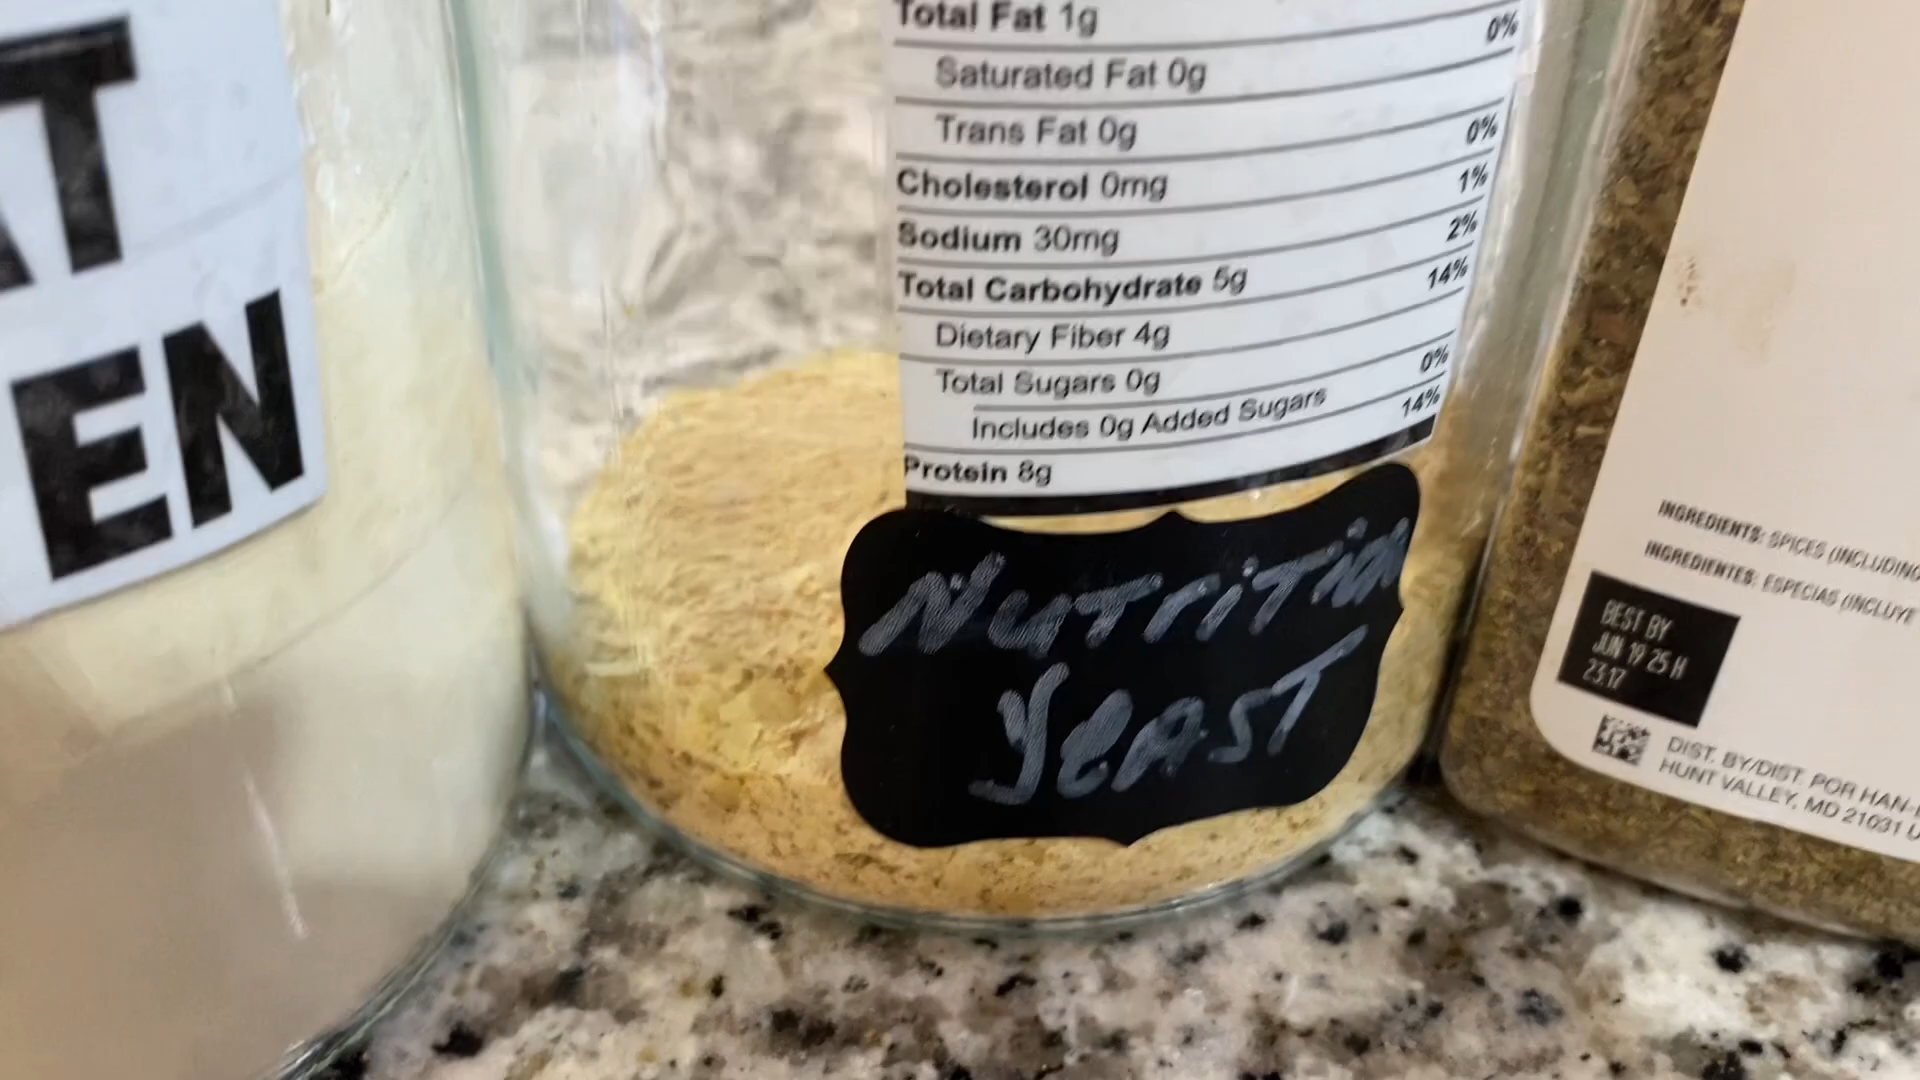 AT
EN
Total Fat 1g
Saturated Fat 0g 0%
Trans Fat 0g
Cholesterol 0mg 0%
Sodium 30mg 1%
Total Carbohydrate 5g 2%
Dietary Fiber 4g 14%
Total Sugars 0g
Includes 0g Added Sugars 0%
Protein 8g 14%
Nutrition
Yeast
INGREDIENTS: SPICES (INCLUDING
INGREDIENTES: ESPECIAS (INCLUYE
BEST BY
JUN 19 25 H
23:17
DIST. BY/DIST. POR HAN-
HUNT VALLEY, MD 21031 U